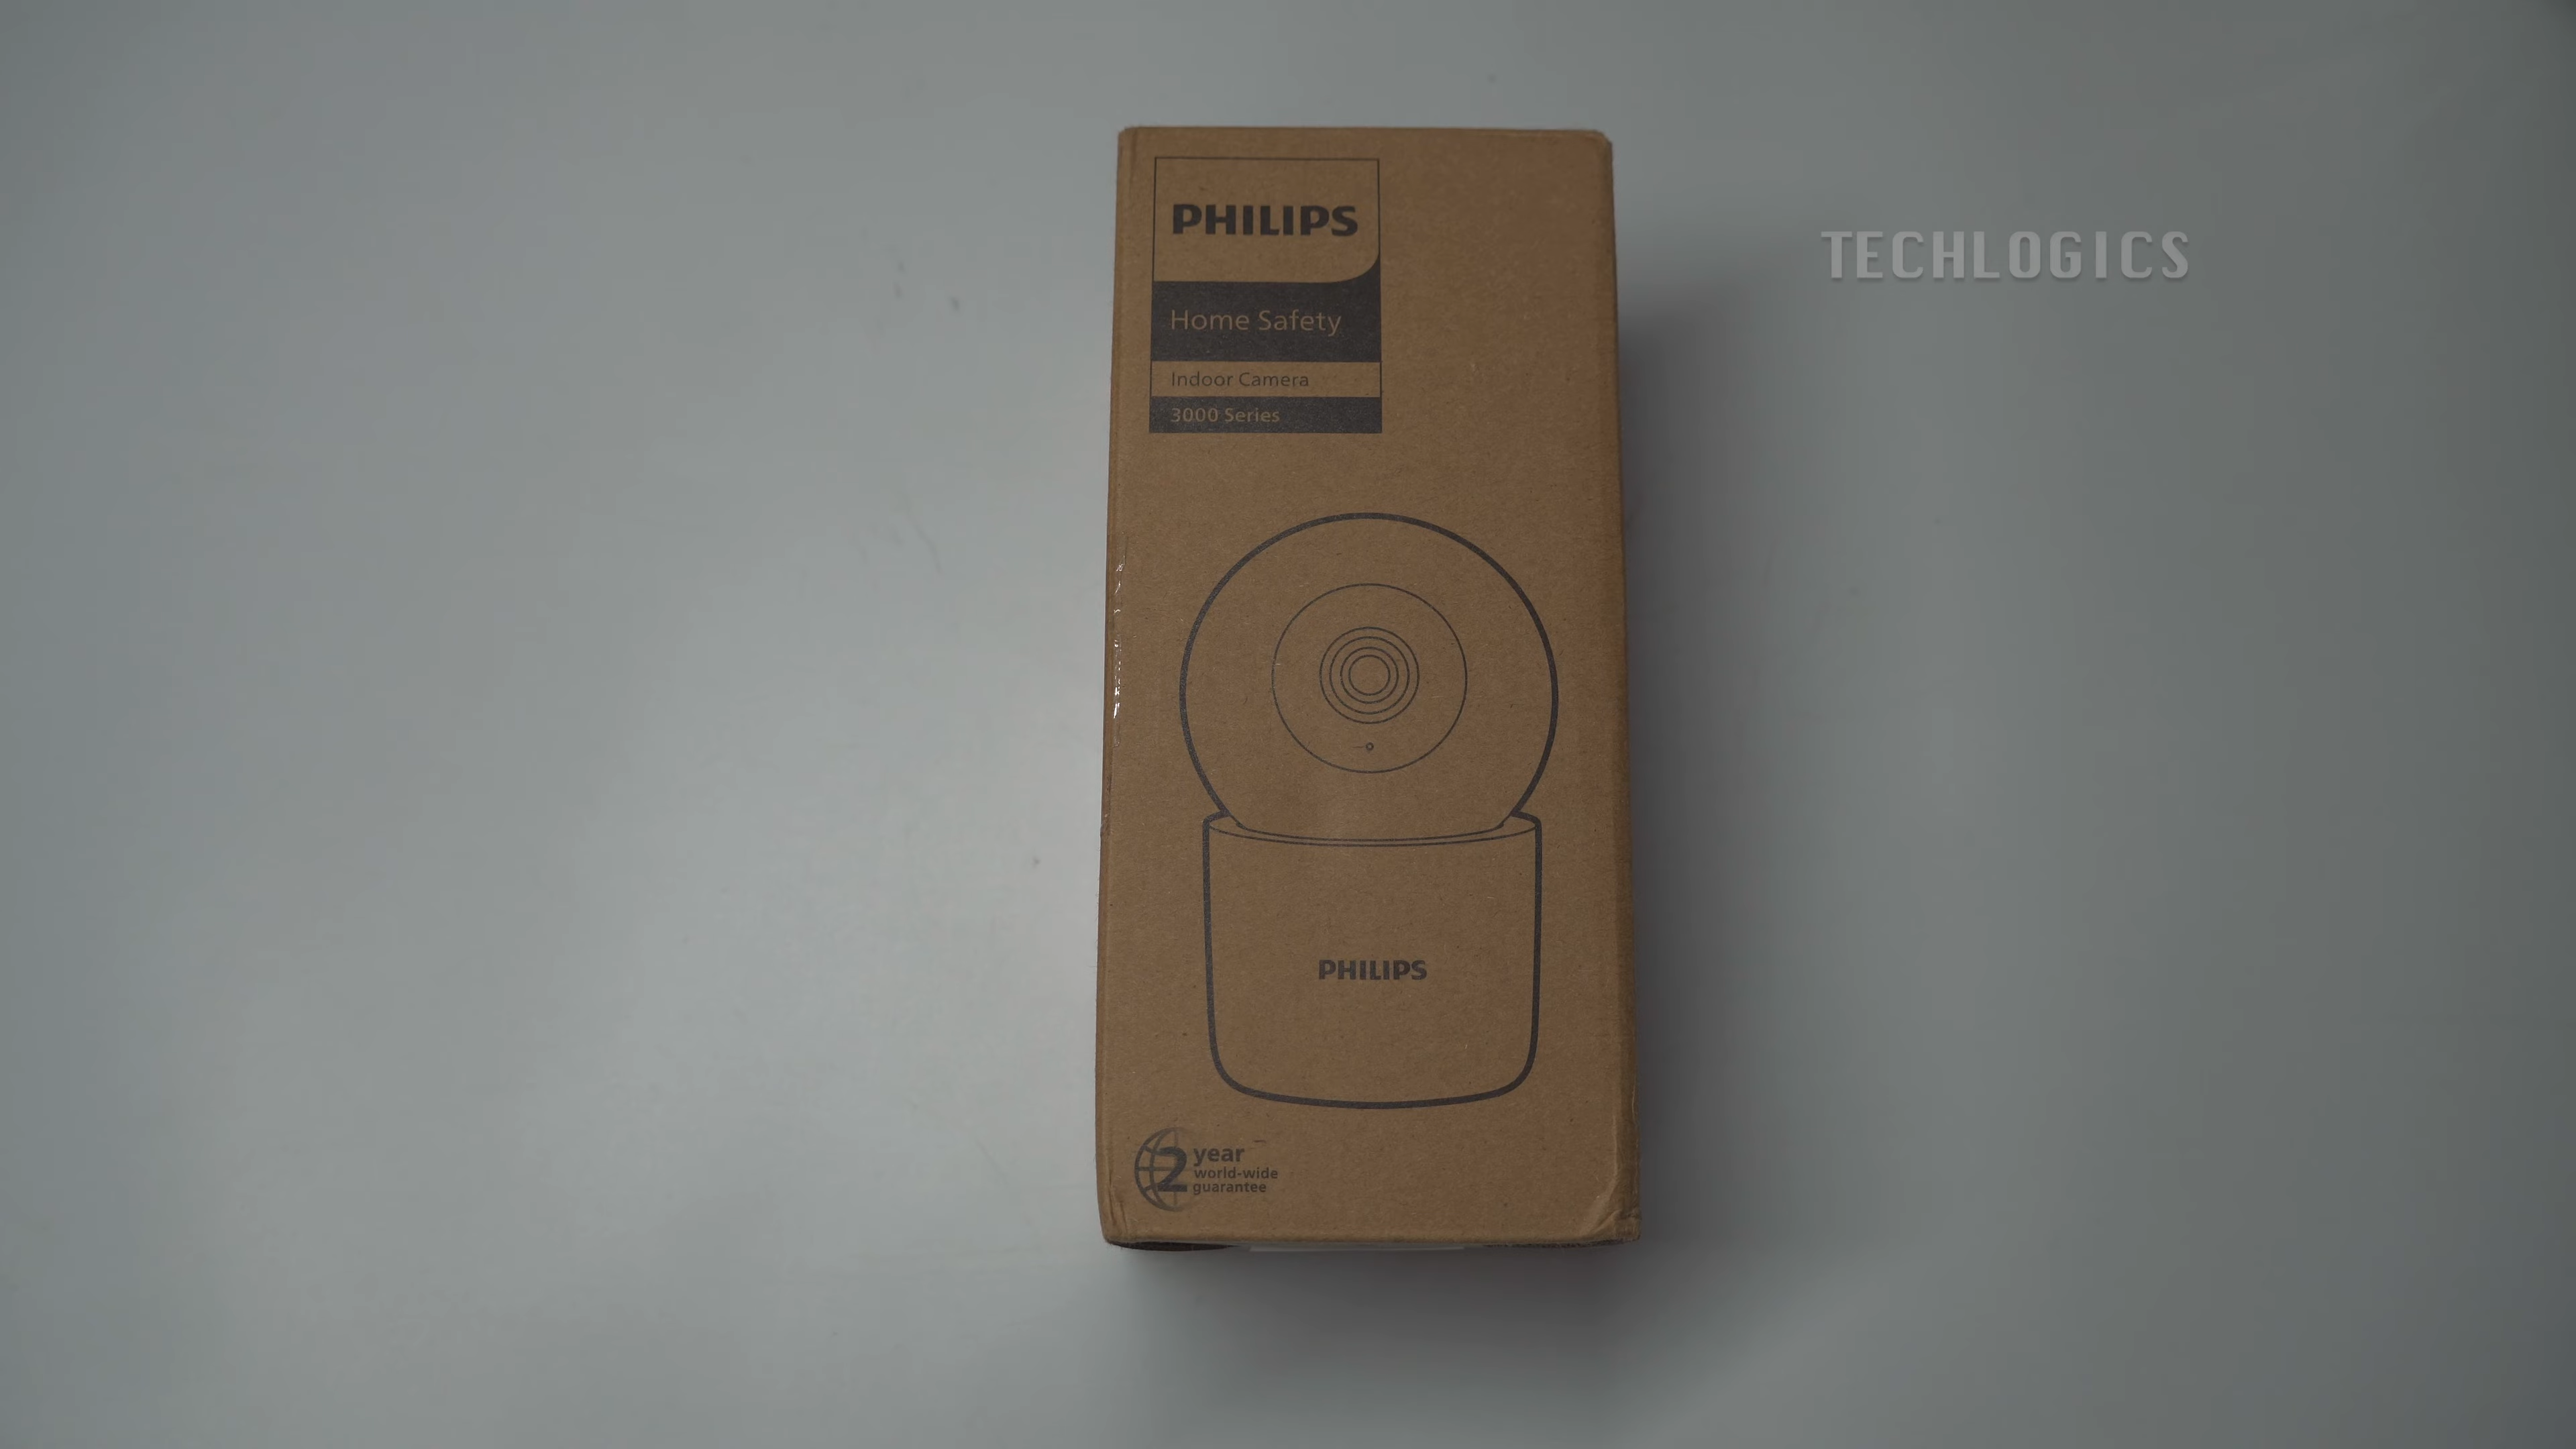 PHILIPS
Home Safety
Indoor Camera
3000 Series
TECHLOGICS
PHILIPS
2 year
world-wide
guarantee